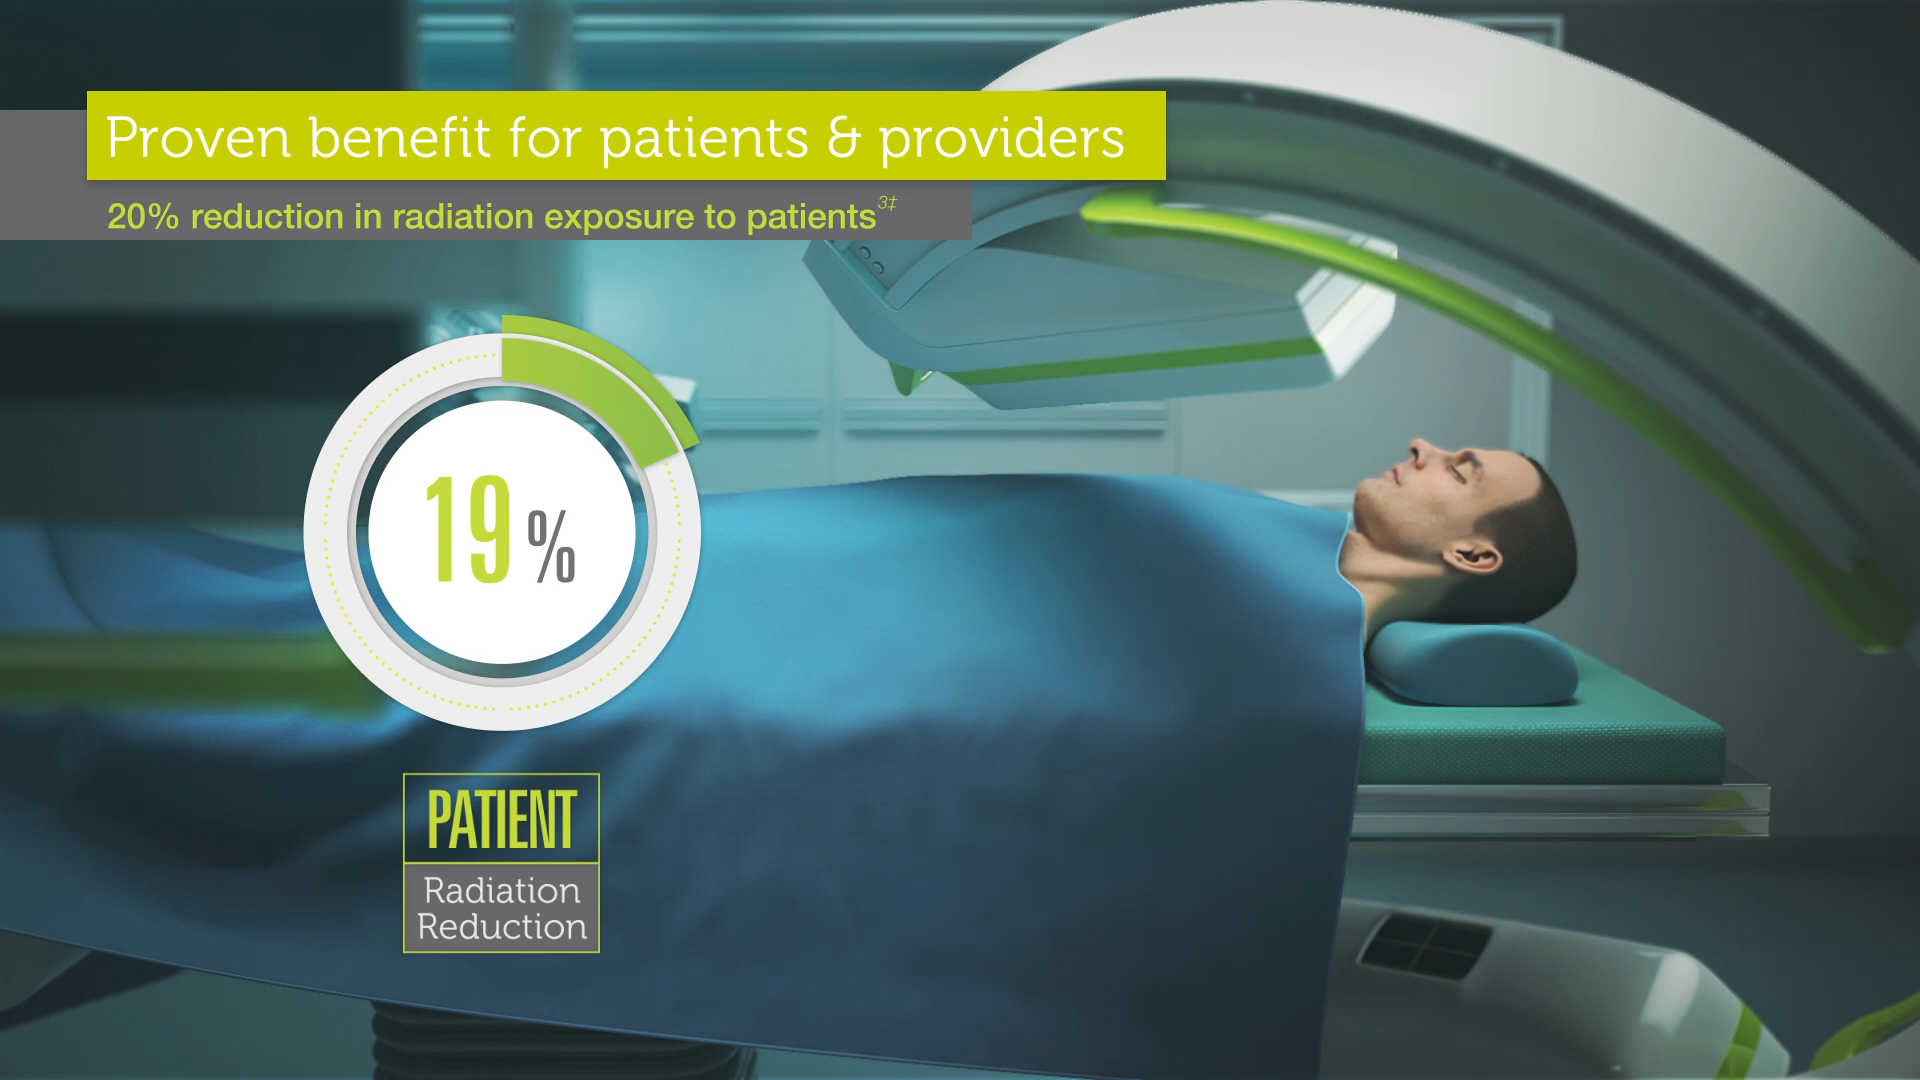 Proven benefit for patients & providers
20% reduction in radiation exposure to patients3‡
19%
PATIENT
Radiation
Reduction